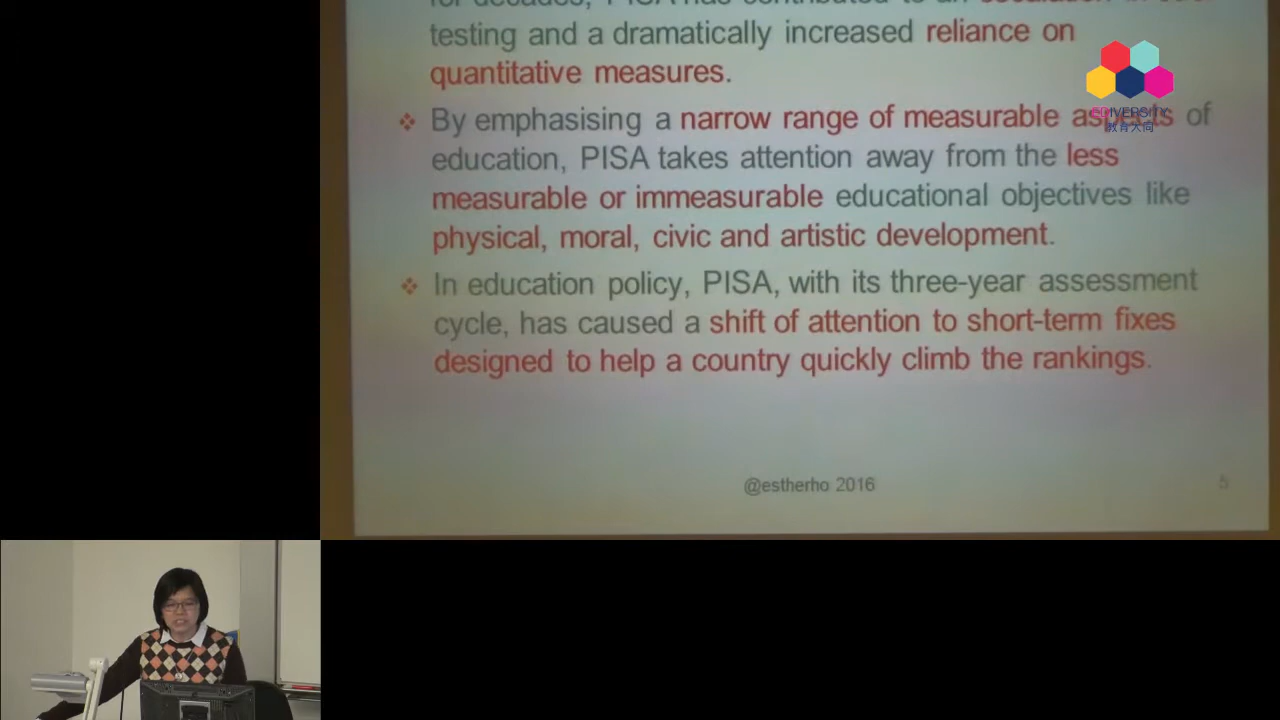 testing and a dramatically increased reliance on
quantitative measures.
By emphasising a narrow range of measurable aspects of
education, PISA takes attention away from the less
measurable or immeasurable educational objectives like
physical, moral, civic and artistic development.
In education policy, PISA, with its three-year assessment
cycle, has caused a shift of attention to short-term fixes
designed to help a country quickly climb the rankings.
@estherho 2016
5
EDIVERSITY
教育大同